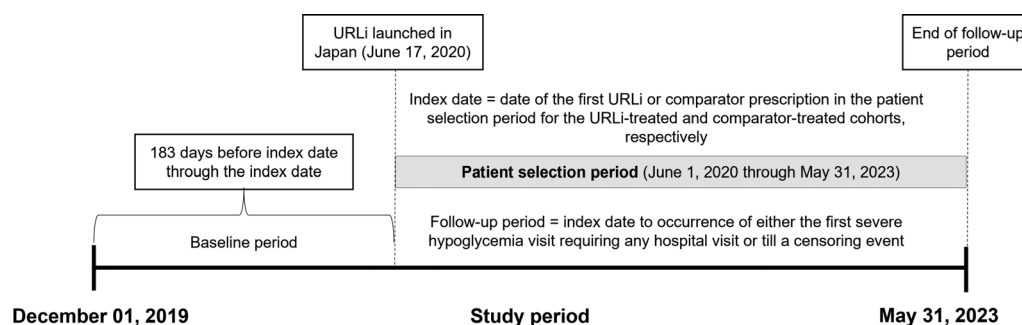 URLi launched in
Japan (June 17, 2020)
End of follow-up
period
Index date = date of the first URLi or comparator prescription in the patient
selection period for the URLi-treated and comparator-treated cohorts,
respectively
183 days before index date
through the index date
Patient selection period (June 1, 2020 through May 31, 2023)
Follow-up period = index date to occurrence of either the first severe
hypoglycemia visit requiring any hospital visit or till a censoring event
Baseline period
December 01, 2019
Study period
May 31, 2023